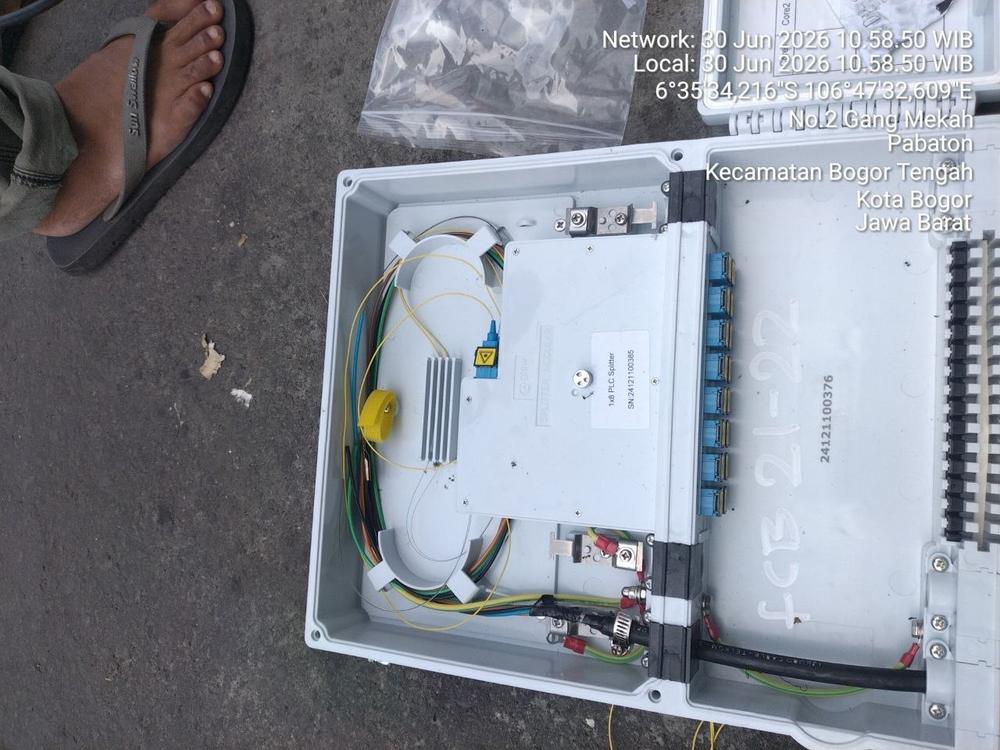 Network: 30 Jun 2026 10.58.50 WIB
Local: 30 Jun 2026 10.58.50 WIB
6°35'34,216"S 106°47'32,609"E
No.2 Gang Mekah
Pabaton
Kecamatan Bogor Tengah
Kota Bogor
Jawa Barat
Core2
Sun Swallow
1x8 PLC Splitter
SN:24121100385
24121100376
FCB 21-22